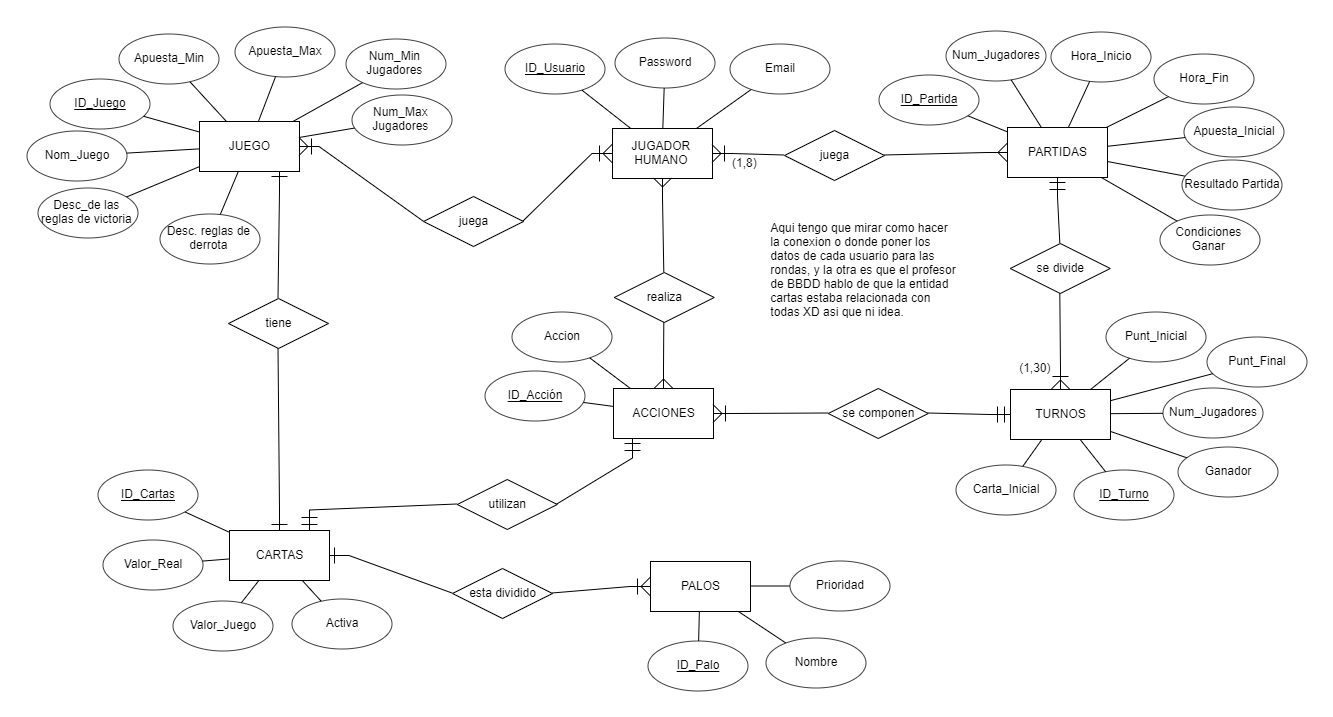 Apuesta_Min
Apuesta_Max
Num_Min
Jugadores
ID_Juego
Num_Max
Jugadores
JUEGO
Nom_Juego
Desc_de las
reglas de victoria
Desc. reglas de
derrota
juega
ID_Usuario
Password
Email
JUGADOR
HUMANO
(1,8)
juega
Num_Jugadores
Hora_Inicio
Hora_Fin
ID_Partida
Apuesta_Inicial
PARTIDAS
Resultado Partida
Condiciones
Ganar
Aqui tengo que mirar como hacer
la conexion o donde poner los
datos de cada usuario para las
rondas, y la otra es que el profesor
de BBDD hablo de que la entidad
cartas estaba relacionada con
todas XD asi que ni idea.
se divide
realiza
tiene
Accion
ID_Acción
ACCIONES
se componen
(1,30)
TURNOS
Punt_Inicial
Punt_Final
Num_Jugadores
Ganador
Carta_Inicial
ID_Turno
utilizan
ID_Cartas
CARTAS
Valor_Real
Valor_Juego
Activa
esta dividido
PALOS
Prioridad
ID_Palo
Nombre